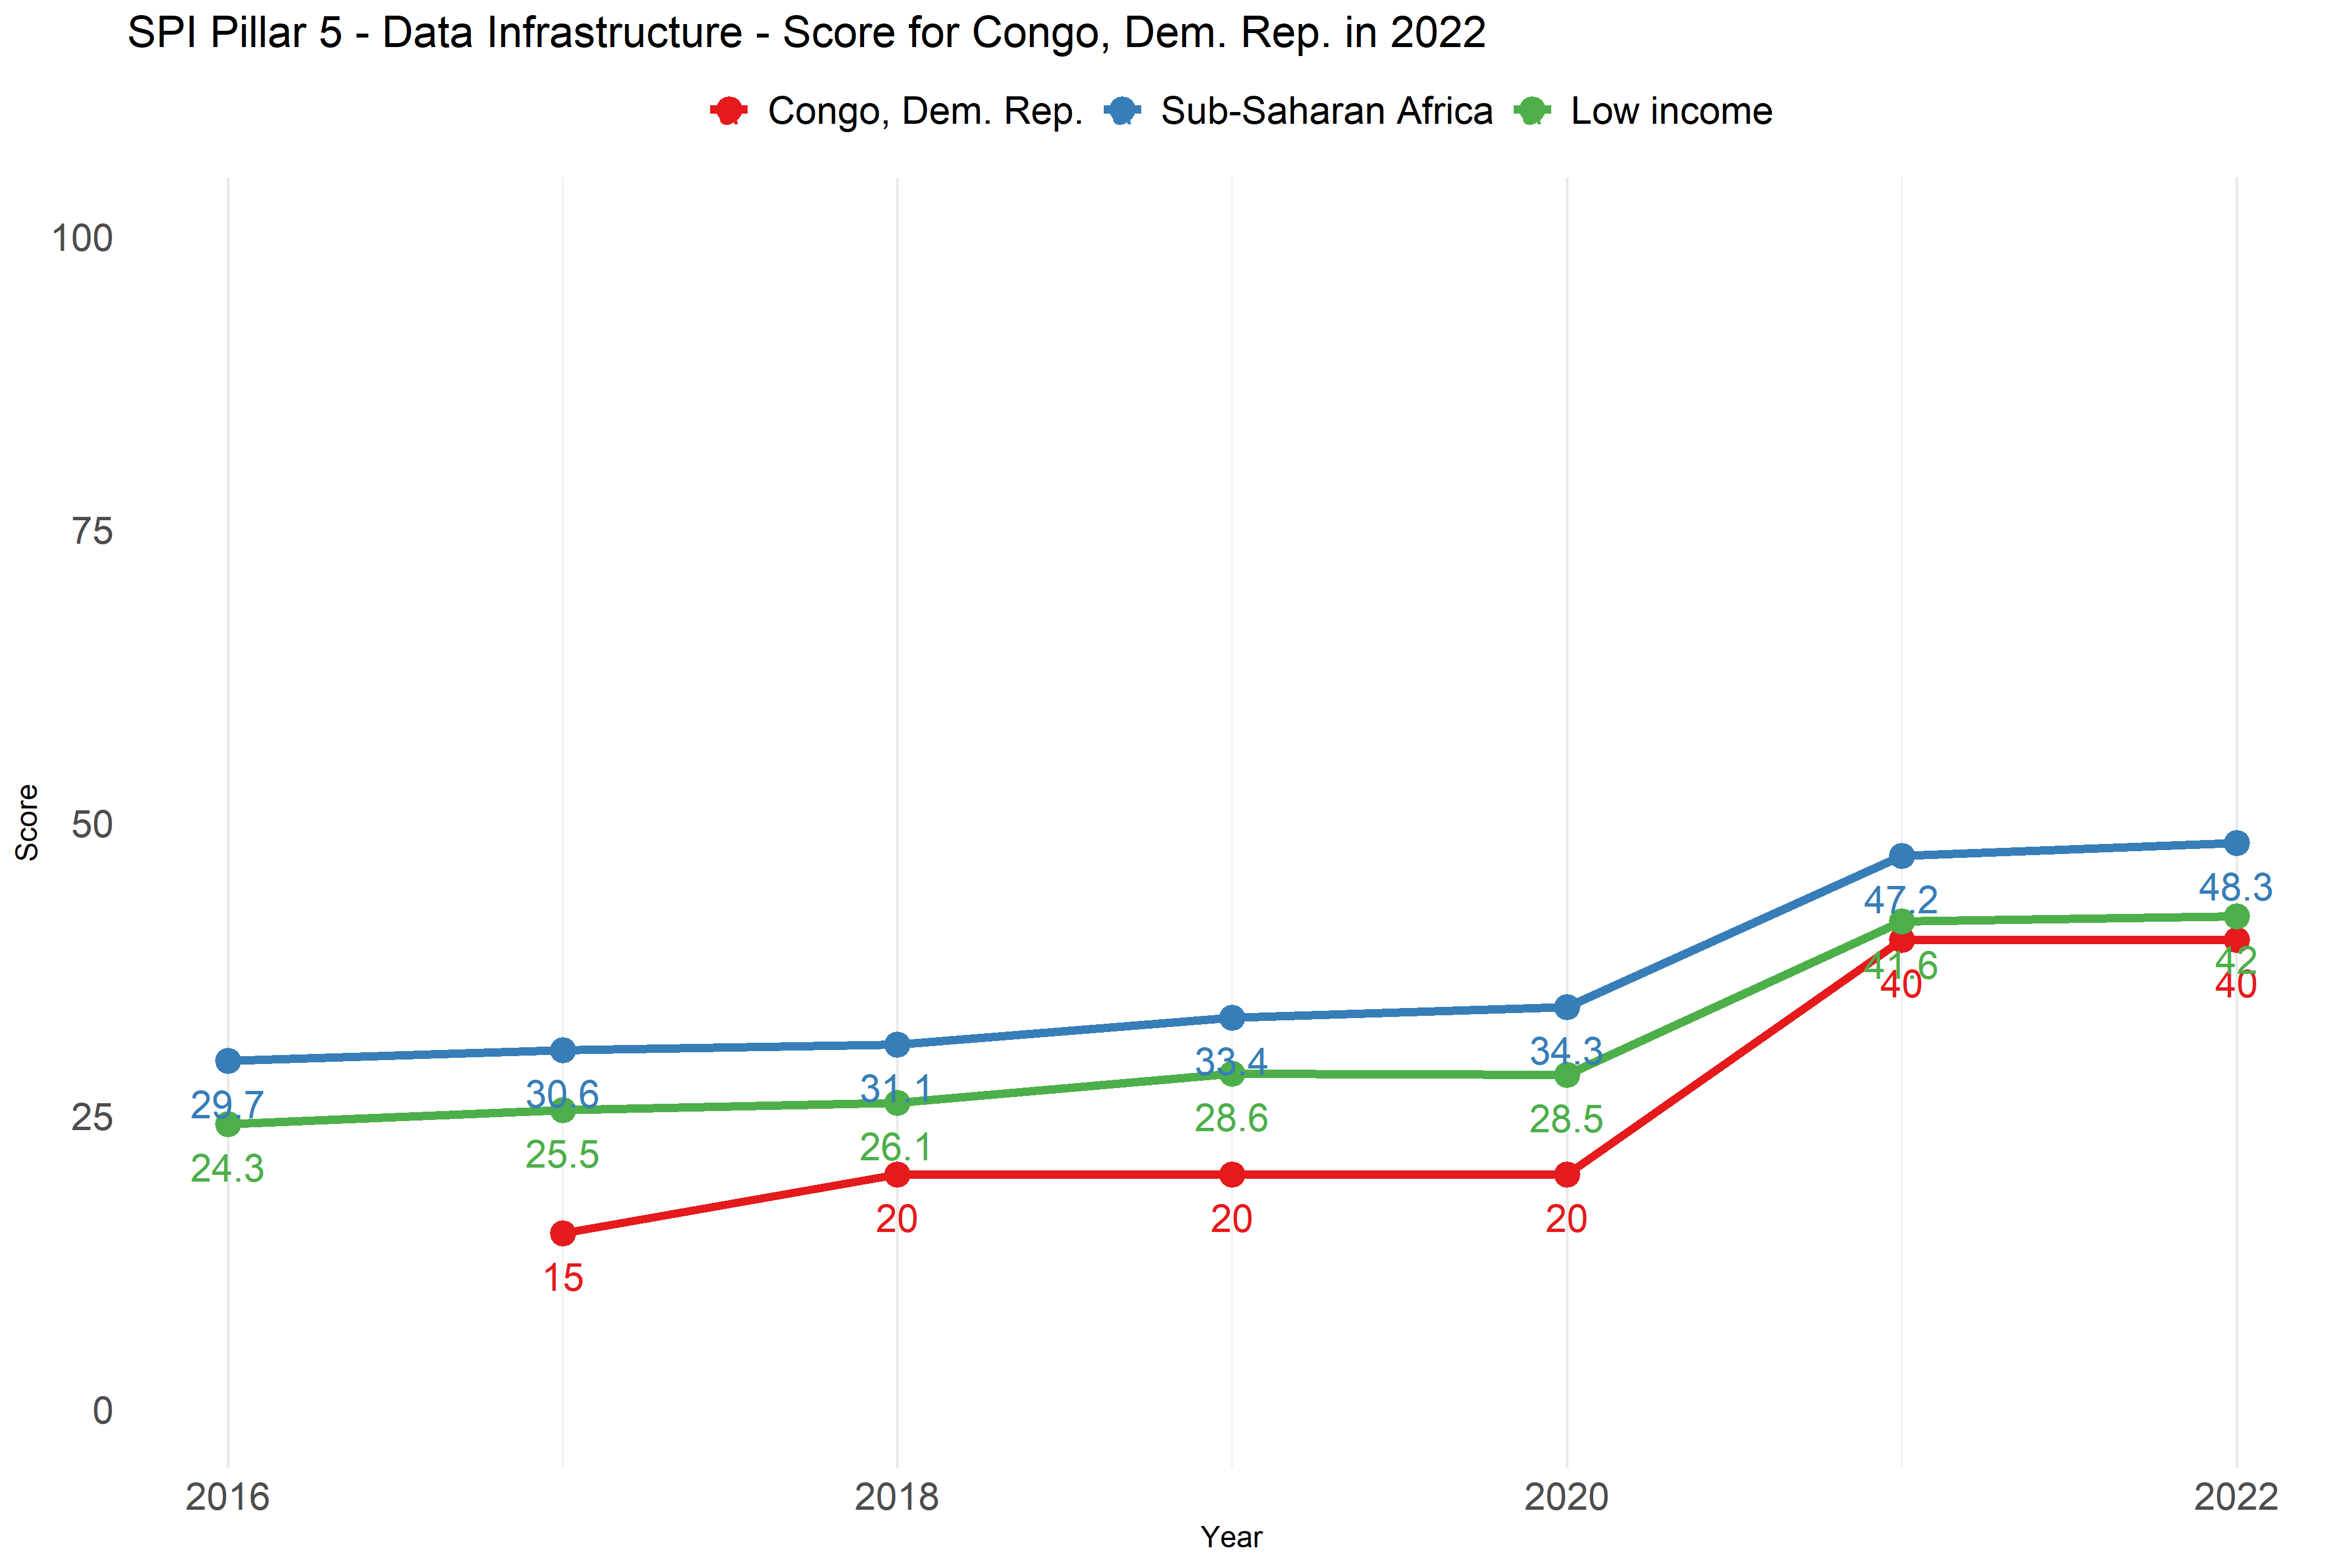 SPI Pillar 5 - Data Infrastructure - Score for Congo, Dem. Rep. in 2022
Congo, Dem. Rep. Sub-Saharan Africa Low income
100
75
50
25
0
Score
29.7 30.6 31.1 33.4 34.3 47.2 48.3
24.3 25.5 26.1 28.6 28.5 41.6 42
15 20 20 20 40 40
2016 2018 2020 2022
Year